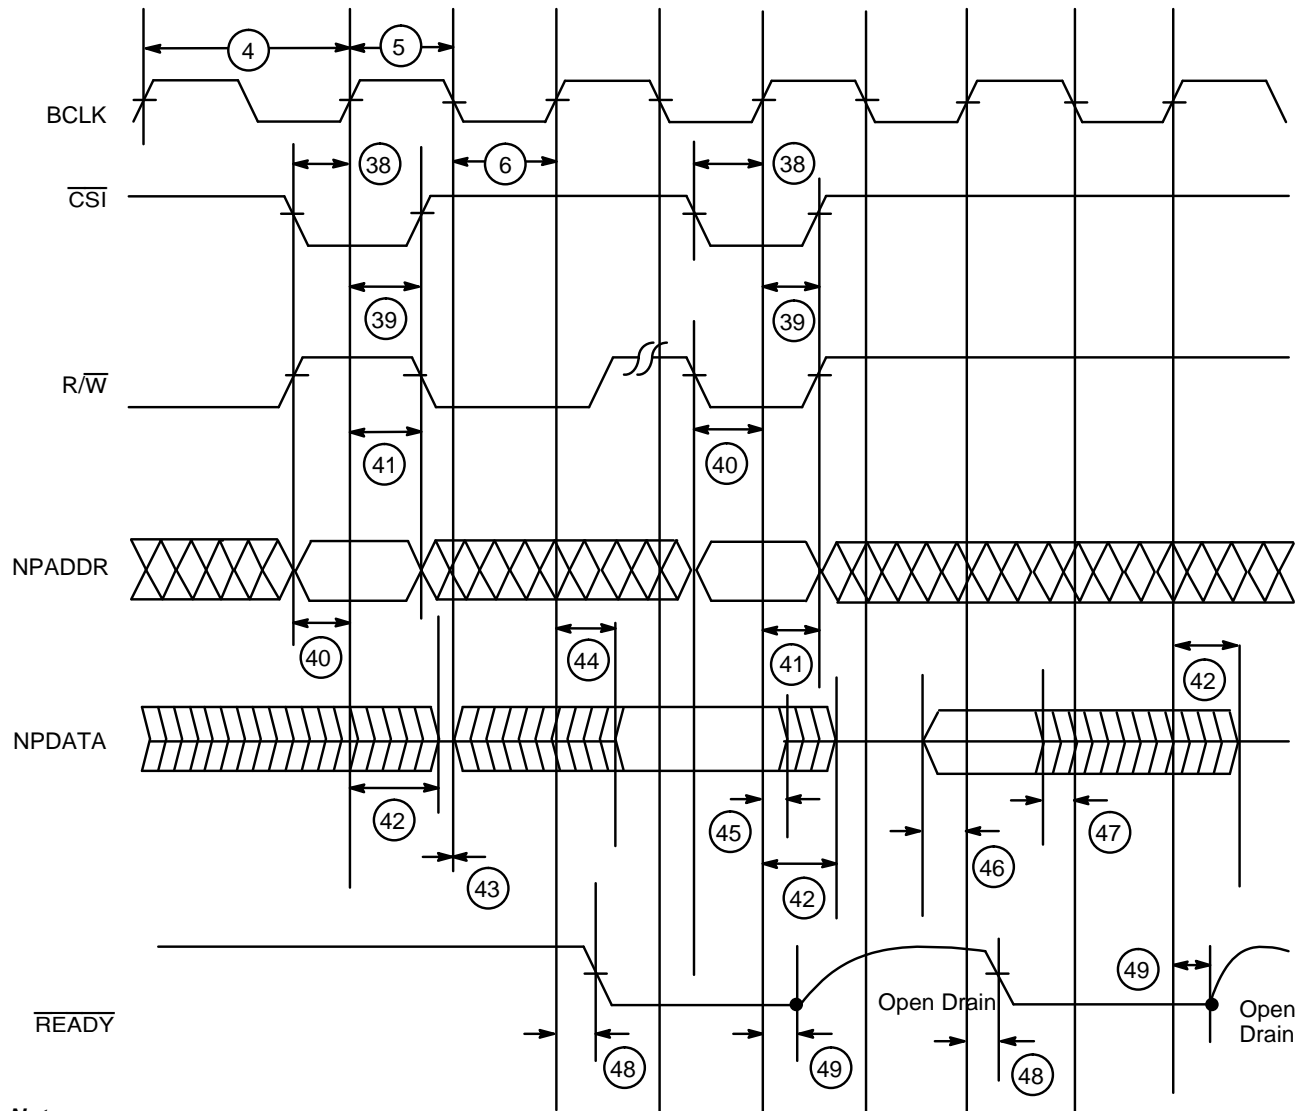 4 5
BCLK
38 6 38
CSI
39 39
R/W
41 40
NPADDR
40 44 41 42
NPDATA
42 45 47
43 42 46
49
Open Drain
READY
Open
Drain
48 49 48